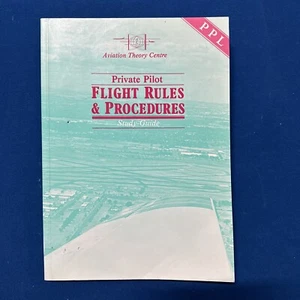 PPL
Aviation Theory Centre
Private Pilot
FLIGHT RULES
& PROCEDURES
Study Guide